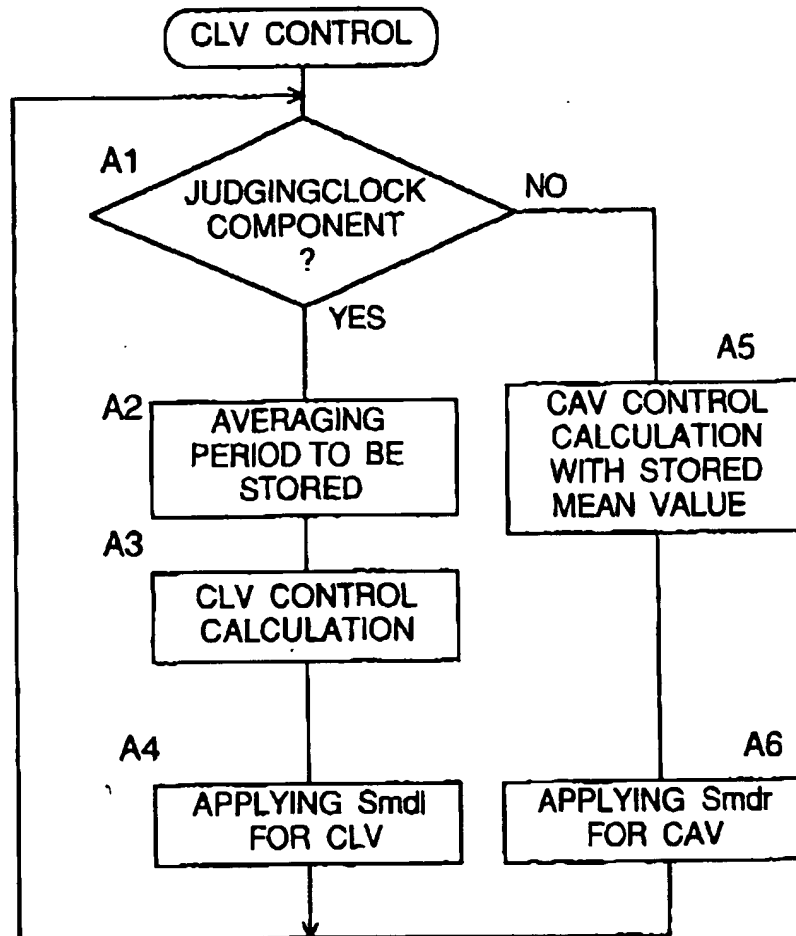 CLV CONTROL
A1
JUDGINGCLOCK
COMPONENT
?
NO
YES
A2
AVERAGING
PERIOD TO BE
STORED
A3
CLV CONTROL
CALCULATION
A4
APPLYING Smdl
FOR CLV
A5
CAV CONTROL
CALCULATION
WITH STORED
MEAN VALUE
A6
APPLYING Smdr
FOR CAV